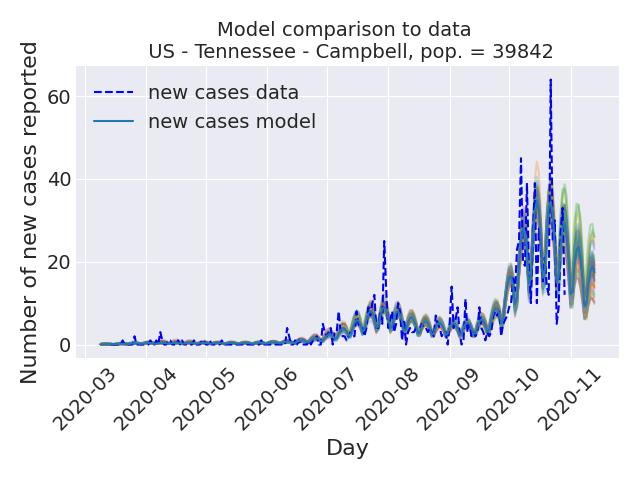 Model comparison to data
US - Tennessee - Campbell, pop. = 39842
Number of new cases reported
60
40
20
0
new cases data
new cases model
2020-03
2020-04
2020-05
2020-06
2020-07
2020-08
2020-09
2020-10
2020-11
Day